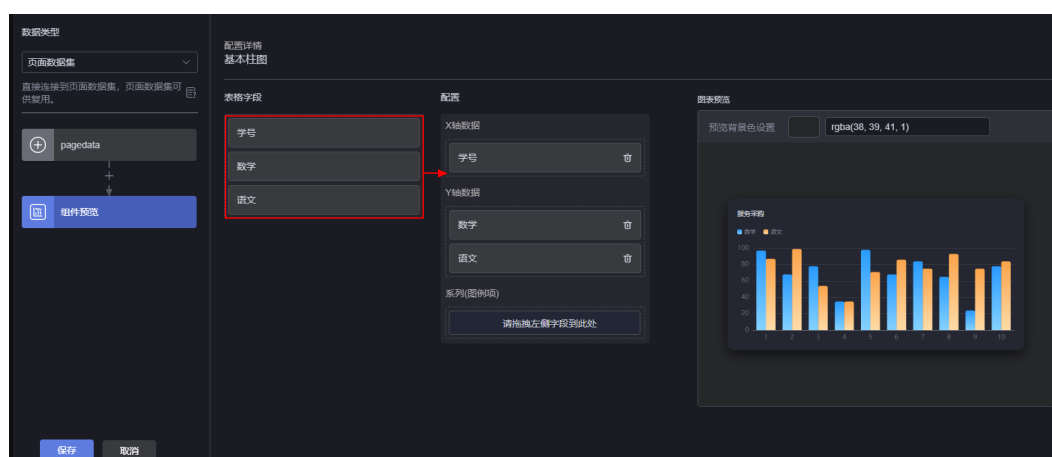 数据类型
页面数据集
直接连接到页面数据集，页面数据集可
供复用。
pagedata
组件预览
保存
取消
配置详情
基本柱图
表格字段
学号
数学
语文
配置
X轴数据
学号
Y轴数据
数学
语文
系列(图例项)
请拖拽左侧字段到此处
图表预览
预览背景色设置
rgba(38, 39, 41, 1)
服务采购
数学 语文
100
80
60
40
20
0
1 2 3 4 5 6 7 8 9 10